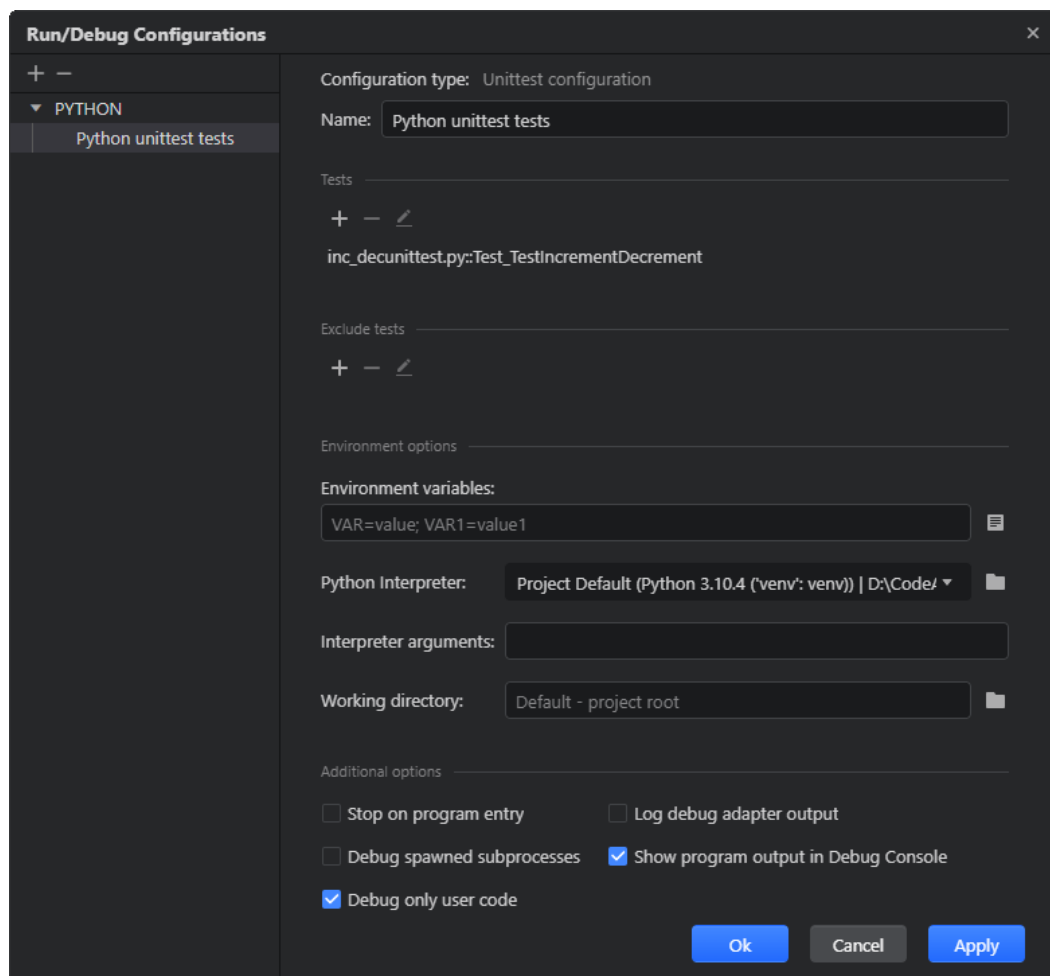 Run/Debug Configurations
PYTHON
Python unittest tests
Configuration type: Unittest configuration
Name: Python unittest tests
Tests
inc_decunittest.py::Test_TestIncrementDecrement
Exclude tests
Environment options
Environment variables:
VAR=value; VAR1=value1
Python Interpreter: Project Default (Python 3.10.4 ('venv': venv)) | D:\Code
Interpreter arguments:
Working directory: Default - project root
Additional options
Stop on program entry Log debug adapter output
Debug spawned subprocesses Show program output in Debug Console
Debug only user code
Ok Cancel Apply